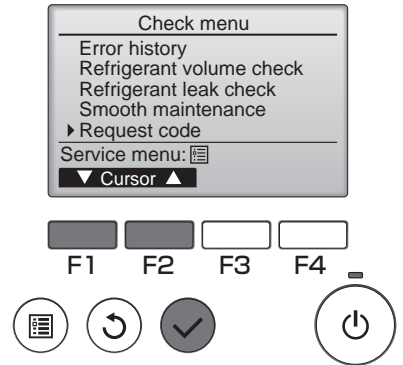 Check menu
Error history
Refrigerant volume check
Refrigerant leak check
Smooth maintenance
Request code
Service menu:
Cursor
F1 F2 F3 F4